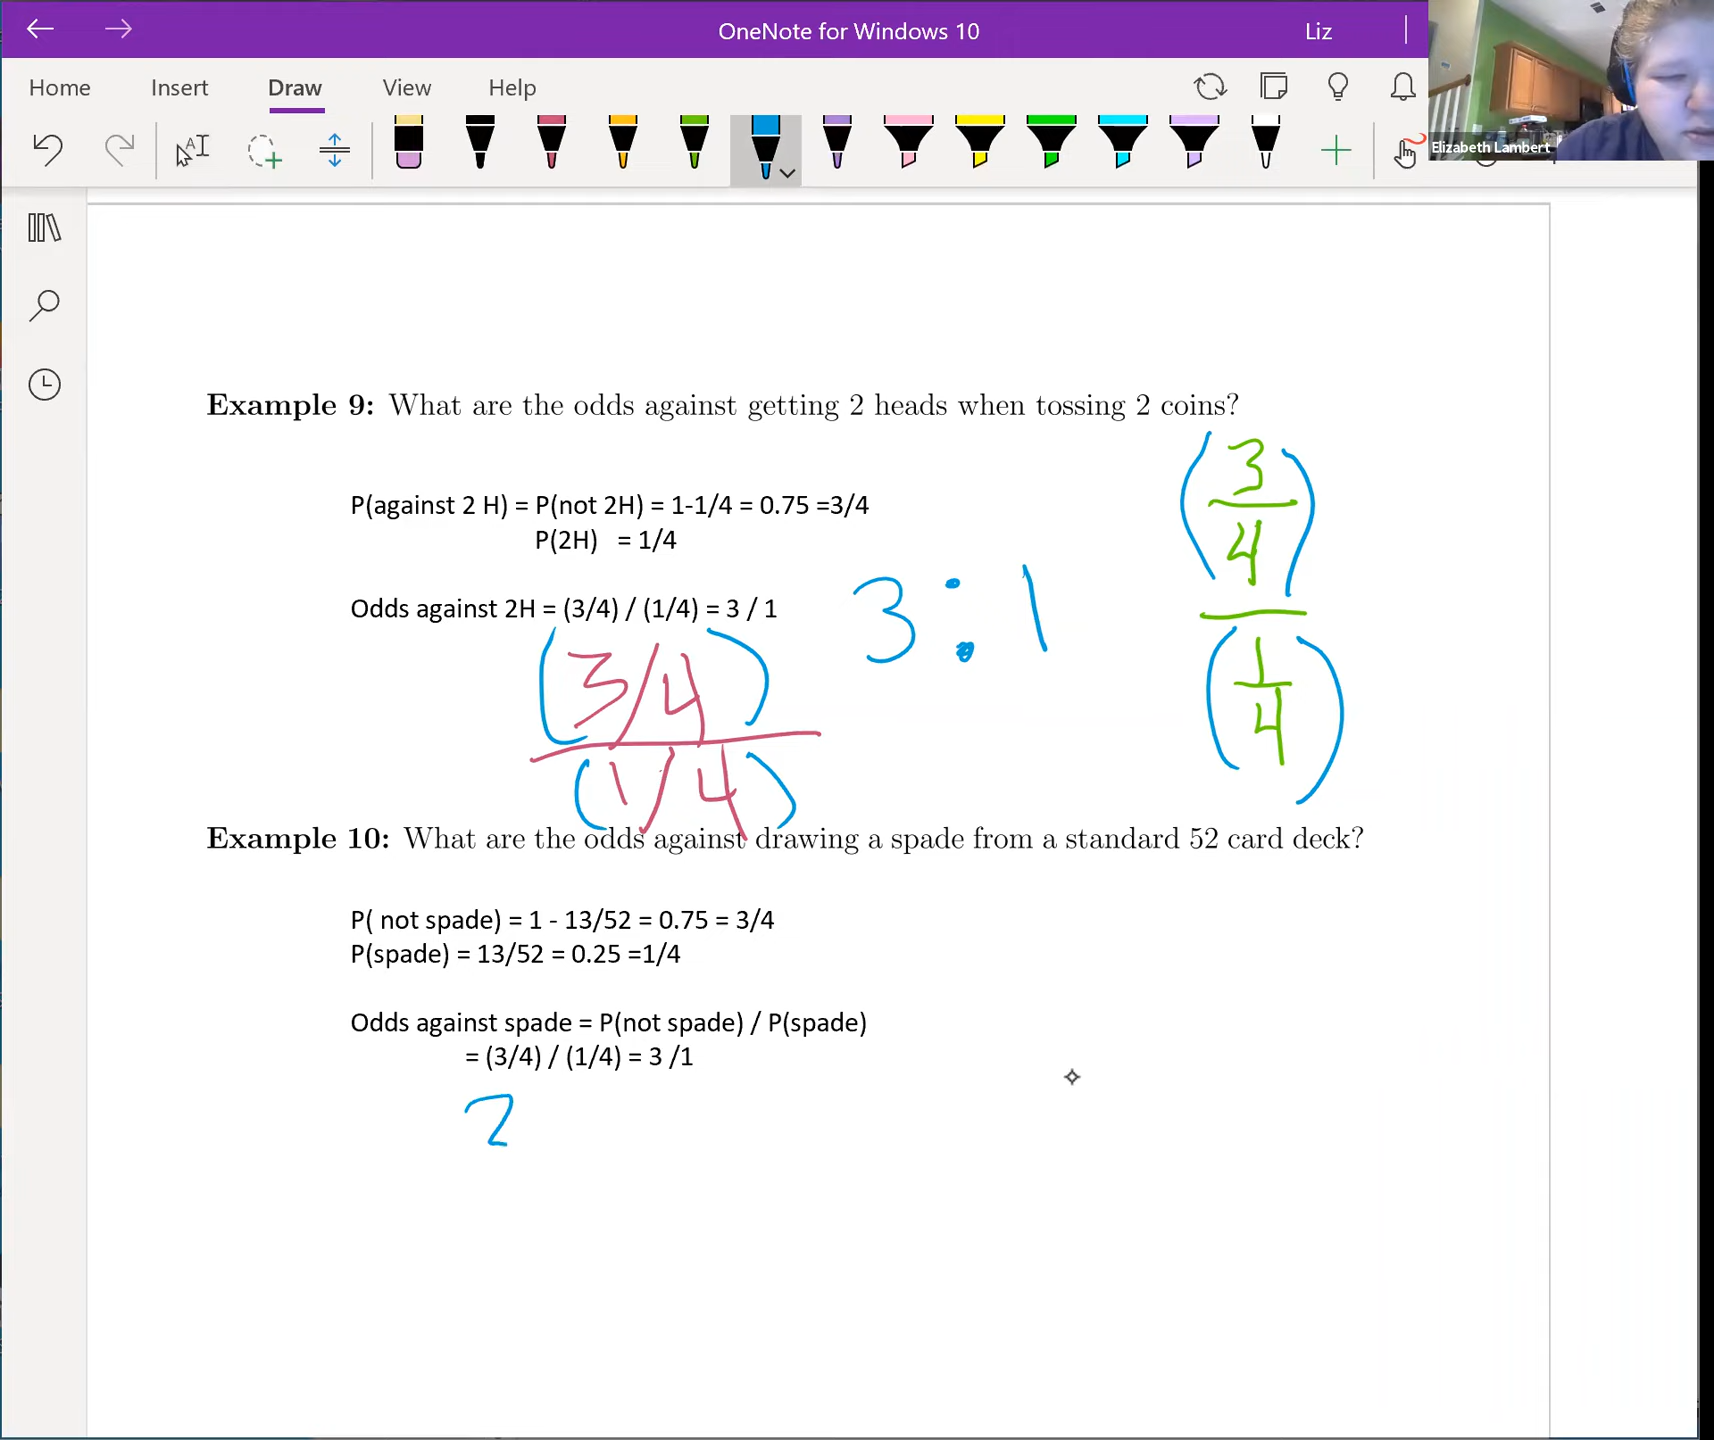 OneNote for Windows 10
Liz
Home Insert Draw View Help
Elizabeth Lambert
Example 9: What are the odds against getting 2 heads when tossing 2 coins?
P(against 2 H) = P(not 2H) = 1-1/4 = 0.75 =3/4
P(2H) = 1/4
Odds against 2H = (3/4) / (1/4) = 3 / 1
3 : 1
(3/4)
(1/4)
(3/4)
(1/4)
Example 10: What are the odds against drawing a spade from a standard 52 card deck?
P( not spade) = 1 - 13/52 = 0.75 = 3/4
P(spade) = 13/52 = 0.25 =1/4
Odds against spade = P(not spade) / P(spade)
= (3/4) / (1/4) = 3 /1